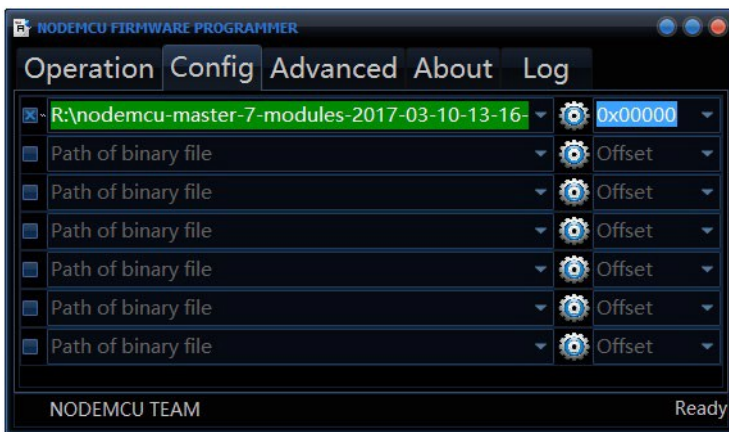 NODEMCU FIRMWARE PROGRAMMER
Operation Config Advanced About Log
R:\nodemcu-master-7-modules-2017-03-10-13-16- 0x00000
Path of binary file Offset
Path of binary file Offset
Path of binary file Offset
Path of binary file Offset
Path of binary file Offset
Path of binary file Offset
NODEMCU TEAM Ready